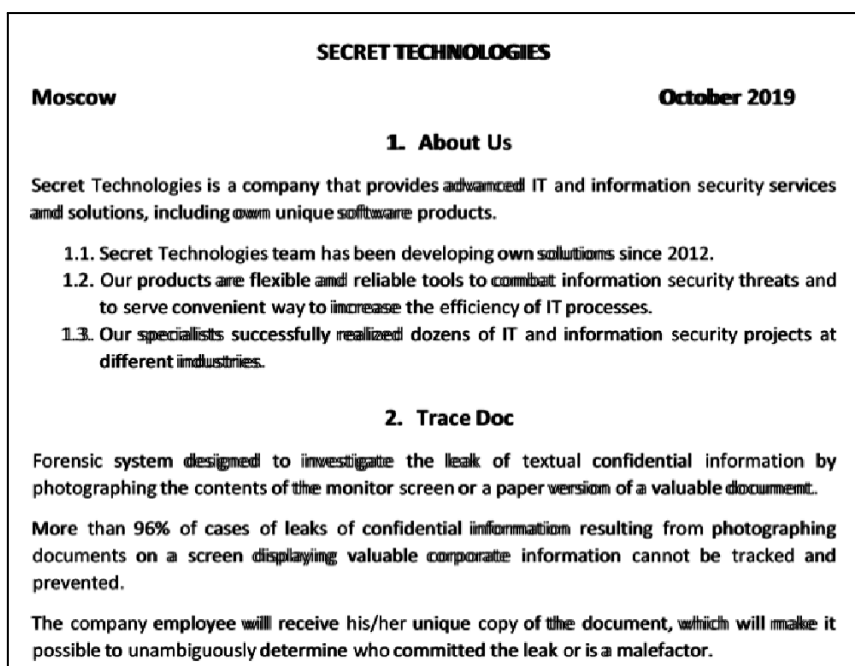 SECRET TECHNOLOGIES
Moscow October 2019
1. About Us
Secret Technologies is a company that provides advanced IT and information security services
and solutions, including own unique software products.
1.1. Secret Technologies team has been developing own solutions since 2012.
1.2. Our products are flexible and reliable tools to combat information security threats and
to serve convenient way to increase the efficiency of IT processes.
1.3. Our specialists successfully realized dozens of IT and information security projects at
different industries.
2. Trace Doc
Forensic system designed to investigate the leak of textual confidential information by
photographing the contents of the monitor screen or a paper version of a valuable document.
More than 96% of cases of leaks of confidential information resulting from photographing
documents on a screen displaying valuable corporate information cannot be tracked and
prevented.
The company employee will receive his/her unique copy of the document, which will make it
possible to unambiguously determine who committed the leak or is a malefactor.